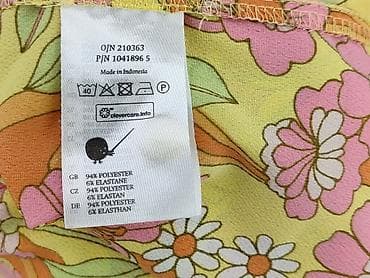 O/N 210363
P/N 1041896 5
Made in Indonesia
40 P
clevercare.info
GB 94% POLYESTER
6% ELASTANE
CZ 94% POLYESTER
6% ELASTAN
DE 94% POLYESTER
6% ELASTHAN